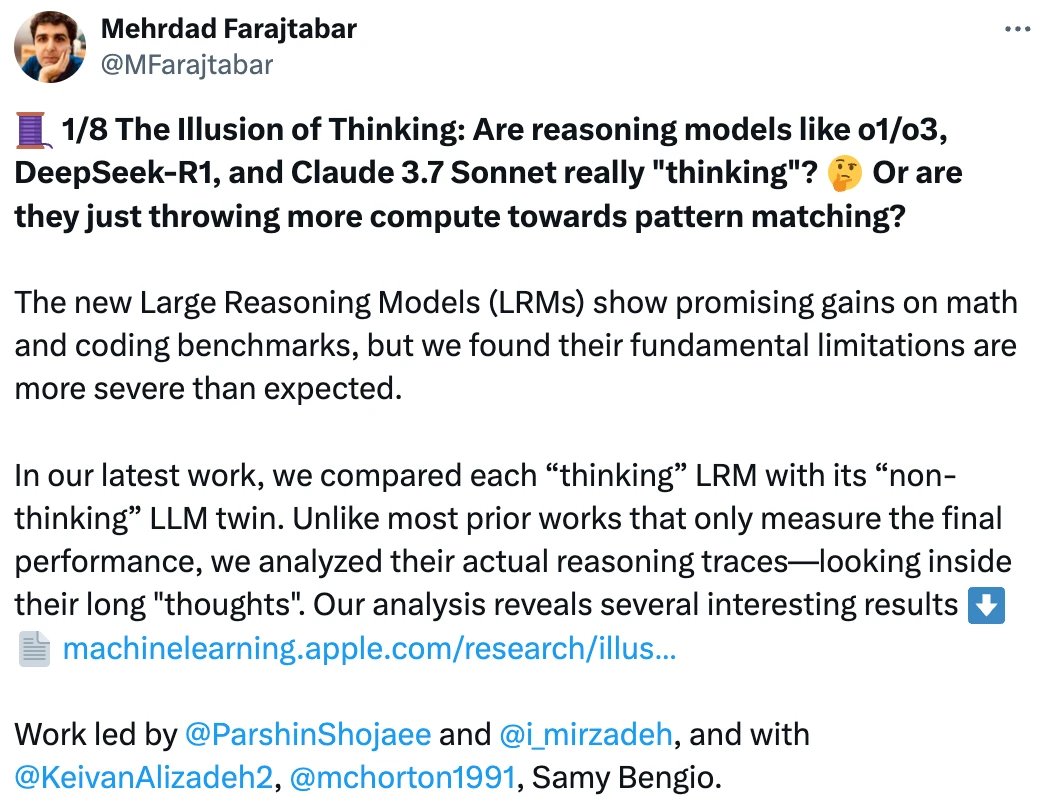 Mehrdad Farajtabar
@MFarajtabar
🧵 1/8 The Illusion of Thinking: Are reasoning models like o1/o3,
DeepSeek-R1, and Claude 3.7 Sonnet really "thinking"? 🤔 Or are
they just throwing more compute towards pattern matching?
The new Large Reasoning Models (LRMs) show promising gains on math
and coding benchmarks, but we found their fundamental limitations are
more severe than expected.
In our latest work, we compared each “thinking” LRM with its “non-
thinking” LLM twin. Unlike most prior works that only measure the final
performance, we analyzed their actual reasoning traces—looking inside
their long "thoughts". Our analysis reveals several interesting results ⬇️
📄 machinelearning.apple.com/research/illus...
Work led by @ParshinShojaee and @i_mirzadeh, and with
@KeivanAlizadeh2, @mchorton1991, Samy Bengio.